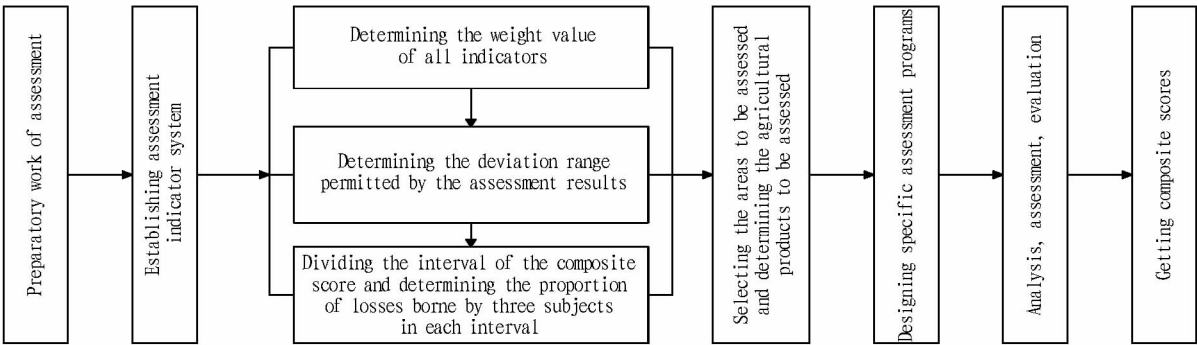 Preparatory work of assessment
Establishing assessment
indicator system
Determining the weight value
of all indicators
Determining the deviation range
permitted by the assessment results
Dividing the interval of the composite
score and determining the proportion
of losses borne by three subjects
in each interval
Selecting the areas to be assessed
and determining the agricultural
products to be assessed
Designing specific assessment programs
Analysis, assessment, evaluation
Getting composite scores